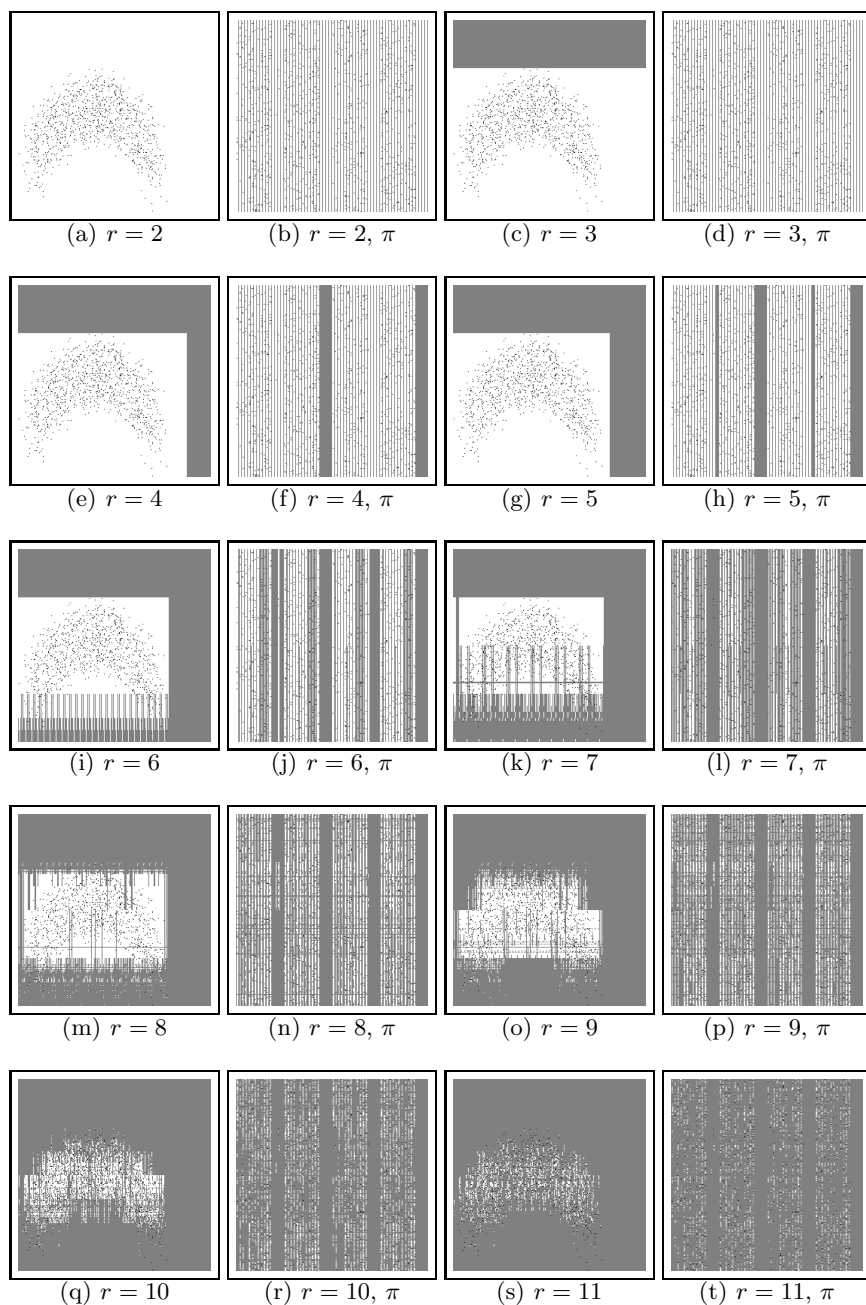 (a) r = 2 (b) r = 2, π (c) r = 3 (d) r = 3, π
(e) r = 4 (f) r = 4, π (g) r = 5 (h) r = 5, π
(i) r = 6 (j) r = 6, π (k) r = 7 (l) r = 7, π
(m) r = 8 (n) r = 8, π (o) r = 9 (p) r = 9, π
(q) r = 10 (r) r = 10, π (s) r = 11 (t) r = 11, π